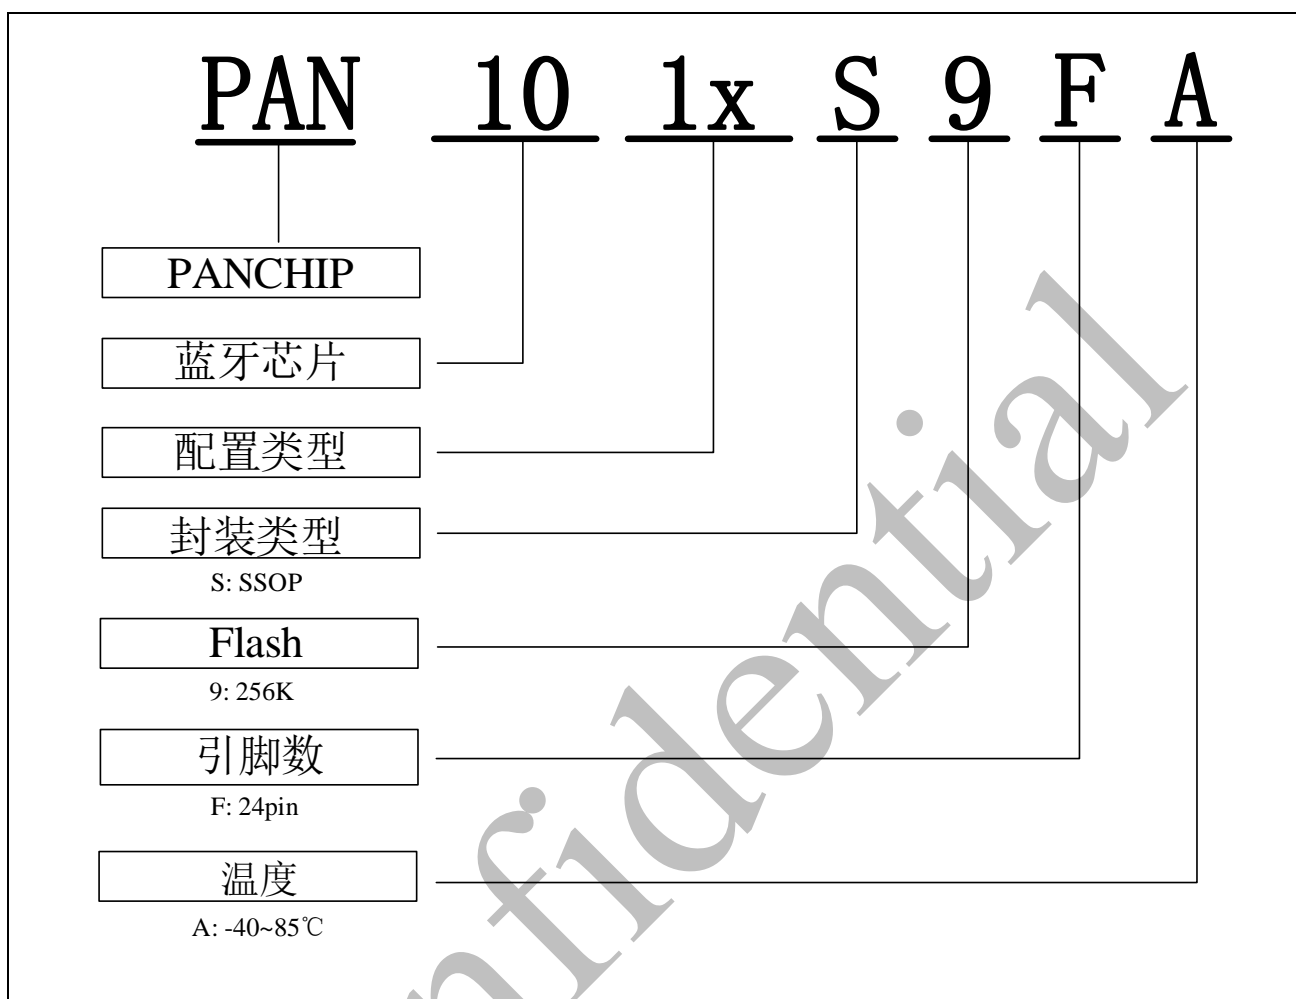 PAN 10 1x S 9 F A
PANCHIP
蓝牙芯片
配置类型
封装类型
S: SSOP
Flash
9: 256K
引脚数
F: 24pin
温度
A: -40~85℃
nfidential